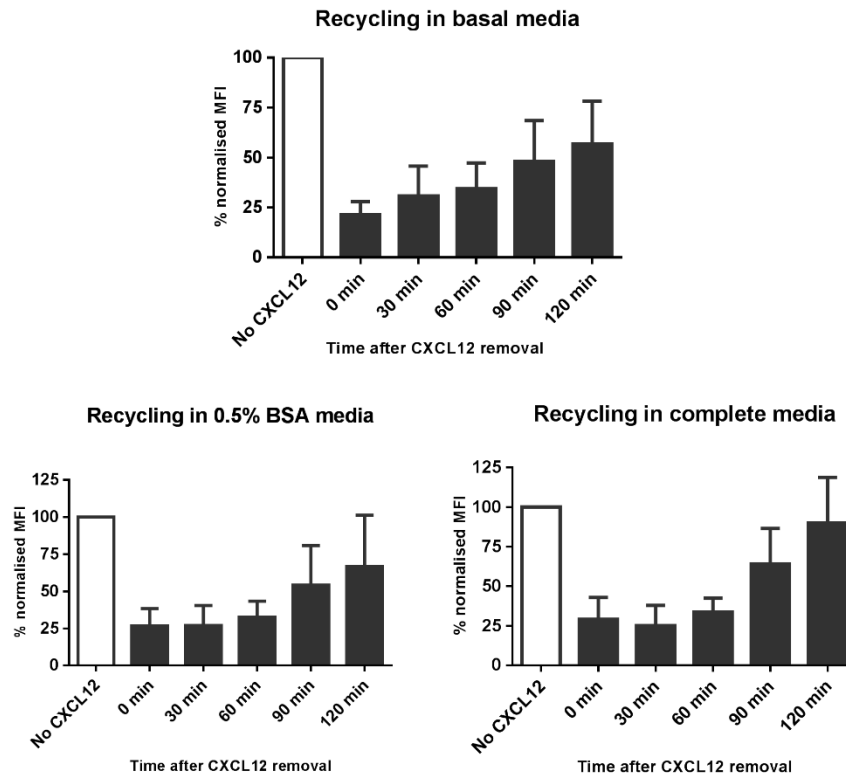 Recycling in basal media
% normalised MFI
100
75
50
25
0
No CXCL12
0 min
30 min
60 min
90 min
120 min
Time after CXCL12 removal
Recycling in 0.5% BSA media
% normalised MFI
125
100
75
50
25
0
No CXCL12
0 min
30 min
60 min
90 min
120 min
Time after CXCL12 removal
Recycling in complete media
% normalised MFI
125
100
75
50
25
0
No CXCL12
0 min
30 min
60 min
90 min
120 min
Time after CXCL12 removal